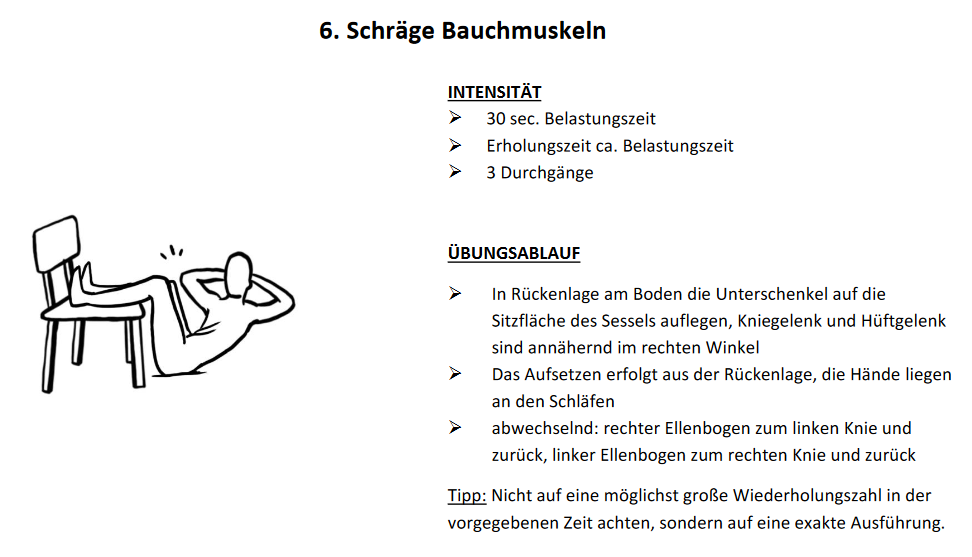 6. Schräge Bauchmuskeln
INTENSITÄT
➢ 30 sec. Belastungszeit
➢ Erholungszeit ca. Belastungszeit
➢ 3 Durchgänge
ÜBUNGSABLAUF
➢ In Rückenlage am Boden die Unterschenkel auf die
Sitzfläche des Sessels auflegen, Kniegelenk und Hüftgelenk
sind annähernd im rechten Winkel
➢ Das Aufsetzen erfolgt aus der Rückenlage, die Hände liegen
an den Schläfen
➢ abwechselnd: rechter Ellenbogen zum linken Knie und
zurück, linker Ellenbogen zum rechten Knie und zurück
Tipp: Nicht auf eine möglichst große Wiederholungszahl in der
vorgegebenen Zeit achten, sondern auf eine exakte Ausführung.